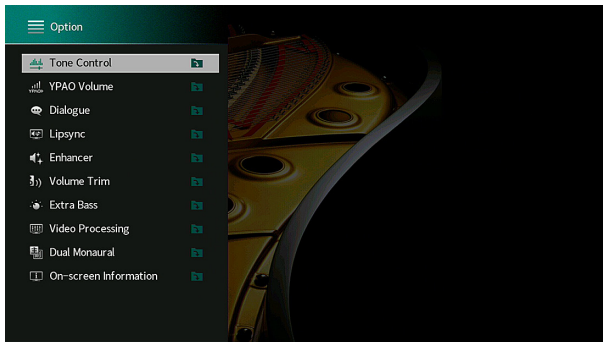 Option
Tone Control
YPAO Volume
Dialogue
Lipsync
Enhancer
Volume Trim
Extra Bass
Video Processing
Dual Monaural
On-screen Information